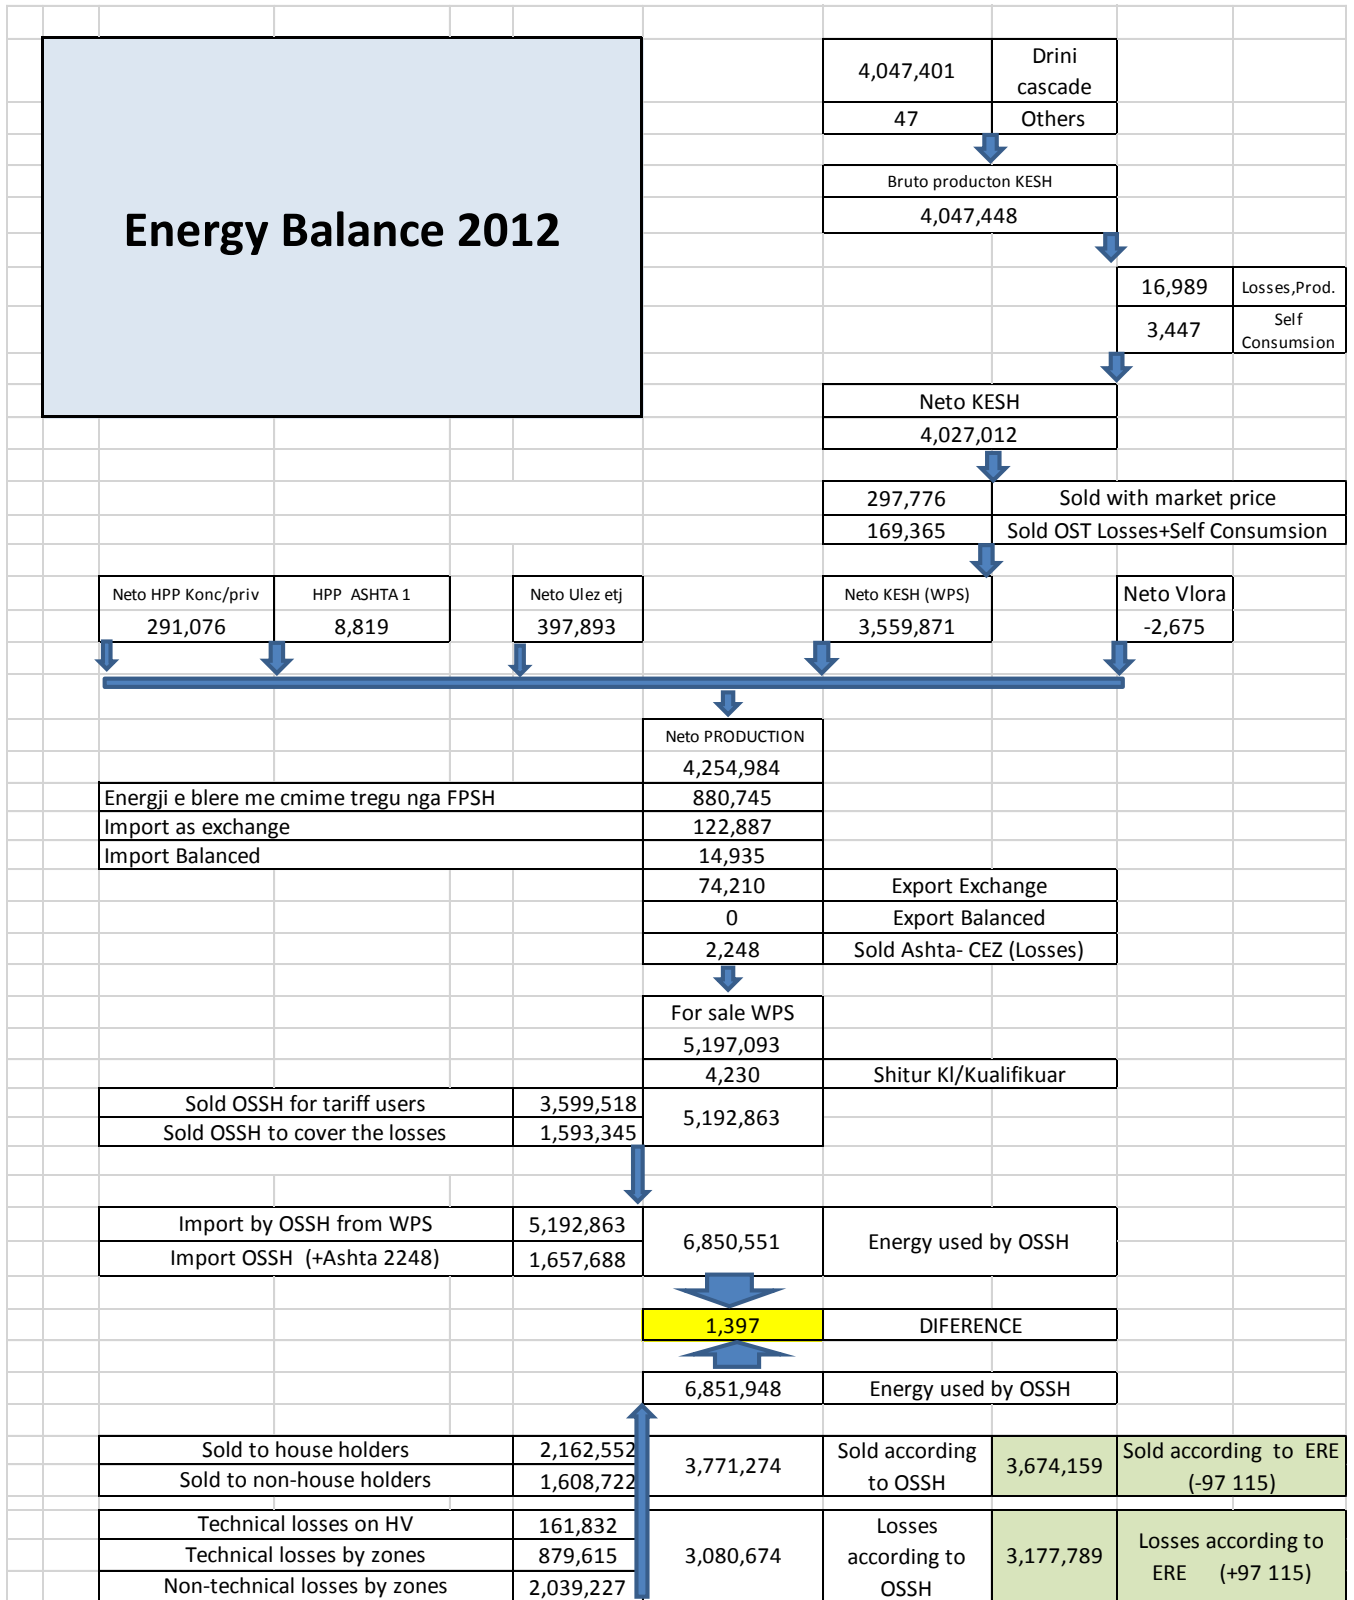 Energy Balance 2012
4,047,401 Drini
cascade
47 Others
Bruto producton KESH
4,047,448
16,989 Losses,Prod.
3,447 Self
Consumsion
Neto KESH
4,027,012
297,776 Sold with market price
169,365 Sold OST Losses+Self Consumsion
Neto HPP Konc/priv HPP ASHTA 1 Neto Ulez etj Neto KESH (WPS) Neto Vlora
291,076 8,819 397,893 3,559,871 -2,675
Neto PRODUCTION
4,254,984
Energji e blere me cmime tregu nga FPSH 880,745
Import as exchange 122,887
Import Balanced 14,935
74,210 Export Exchange
0 Export Balanced
2,248 Sold Ashta- CEZ (Losses)
For sale WPS
5,197,093
4,230 Shitur Kl/Kualifikuar
Sold OSSH for tariff users 3,599,518
5,192,863
Sold OSSH to cover the losses 1,593,345
Import by OSSH from WPS 5,192,863
6,850,551 Energy used by OSSH
Import OSSH (+Ashta 2248) 1,657,688
1,397 DIFERENCE
6,851,948 Energy used by OSSH
Sold to house holders 2,162,552
Sold to non-house holders 1,608,722
3,771,274
Sold according
to OSSH
3,674,159
Sold according to ERE
(-97 115)
Technical losses on HV 161,832
Technical losses by zones 879,615
Non-technical losses by zones 2,039,227
3,080,674
Losses
according to
OSSH
3,177,789
Losses according to
ERE (+97 115)